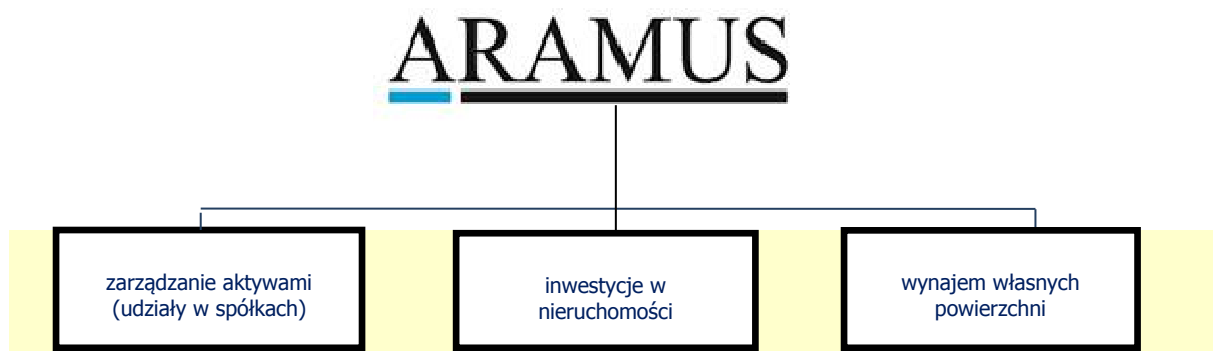 ARAMUS
zarządzanie aktywami
(udziały w spółkach)
inwestycje w
nieruchomości
wynajem własnych
powierzchni